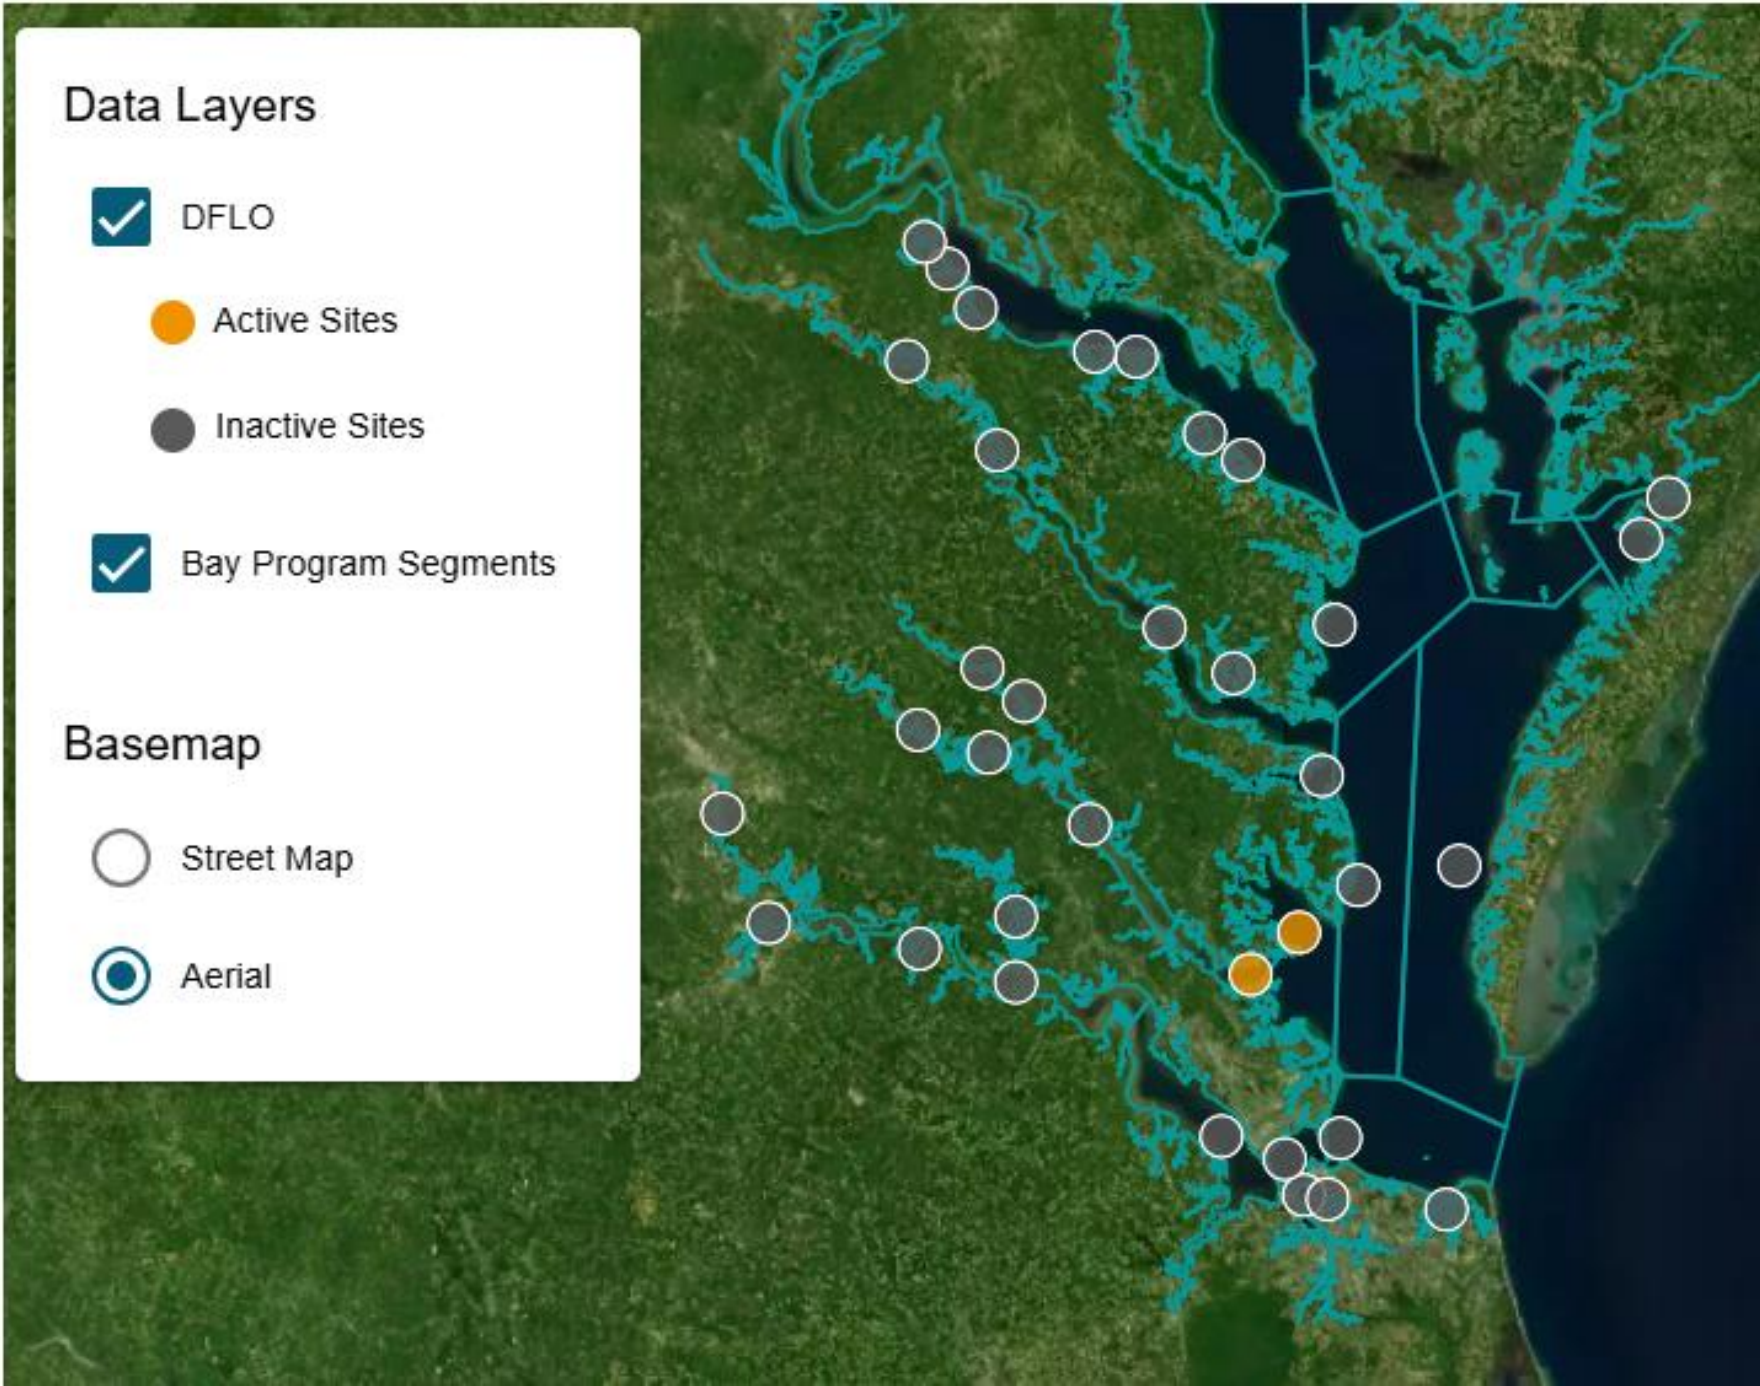 Data Layers
DFLO
Active Sites
Inactive Sites
Bay Program Segments
Basemap
Street Map
Aerial